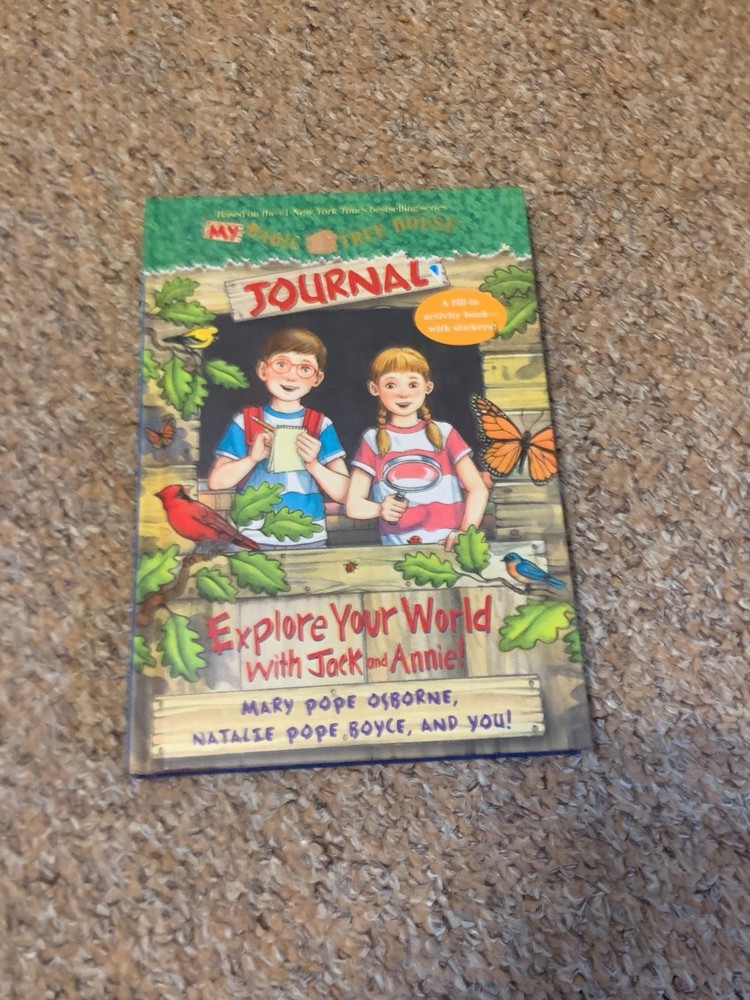 Based on the #1 New York Times bestselling series
MY MAGIC TREE HOUSE
JOURNAL
A fill-in
activity book—
with stickers!
Explore Your World
with Jack and Annie!
MARY POPE OSBORNE,
NATALIE POPE BOYCE, AND YOU!